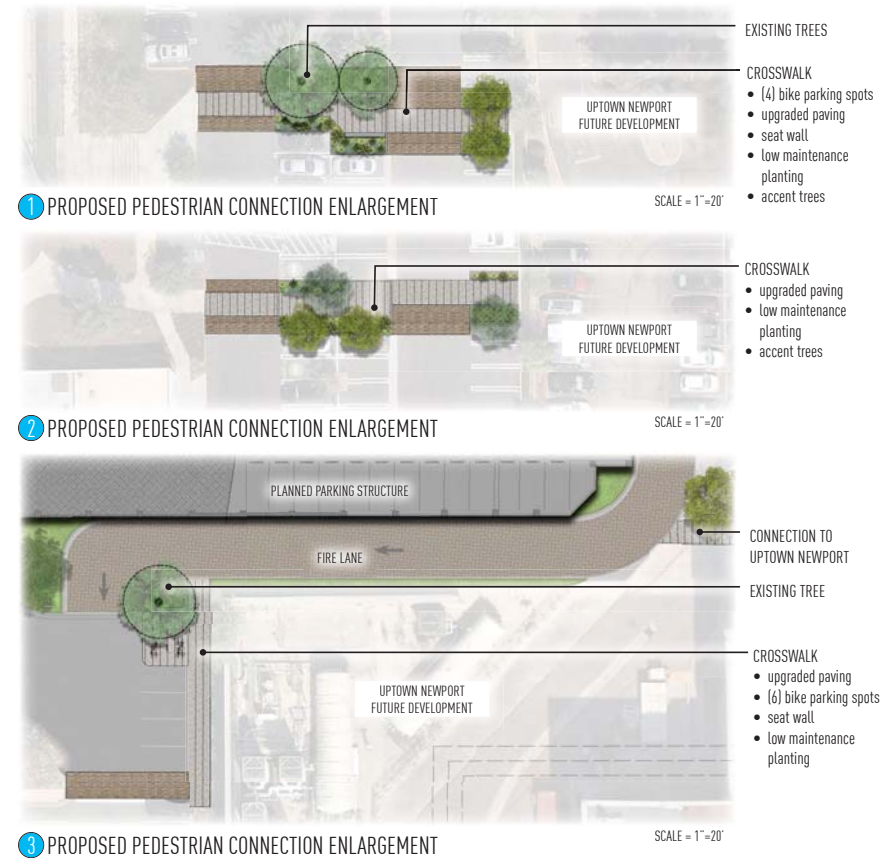 EXISTING TREES
CROSSWALK
• (4) bike parking spots
• upgraded paving
• seat wall
• low maintenance
planting
• accent trees
UPTOWN NEWPORT
FUTURE DEVELOPMENT
1 PROPOSED PEDESTRIAN CONNECTION ENLARGEMENT
SCALE = 1"=20'
CROSSWALK
• upgraded paving
• low maintenance
planting
• accent trees
UPTOWN NEWPORT
FUTURE DEVELOPMENT
2 PROPOSED PEDESTRIAN CONNECTION ENLARGEMENT
SCALE = 1"=20'
PLANNED PARKING STRUCTURE
FIRE LANE
CONNECTION TO
UPTOWN NEWPORT
EXISTING TREE
CROSSWALK
• upgraded paving
• (6) bike parking spots
• seat wall
• low maintenance
planting
UPTOWN NEWPORT
FUTURE DEVELOPMENT
3 PROPOSED PEDESTRIAN CONNECTION ENLARGEMENT
SCALE = 1"=20'